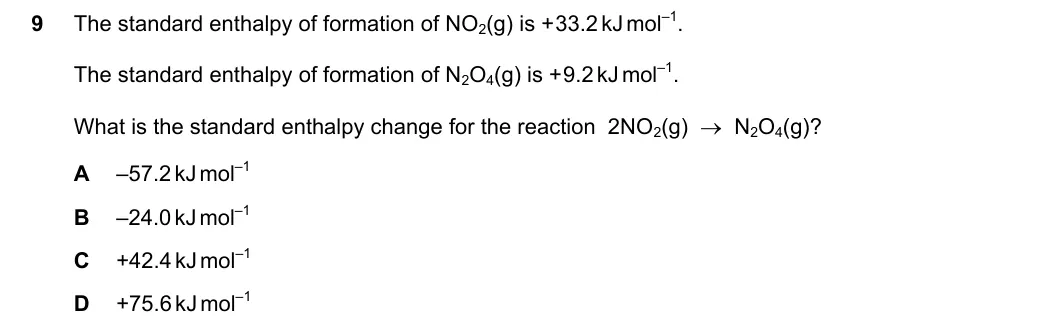 9 The standard enthalpy of formation of NO₂(g) is +33.2 kJ mol⁻¹.
The standard enthalpy of formation of N₂O₄(g) is +9.2 kJ mol⁻¹.
What is the standard enthalpy change for the reaction 2NO₂(g) → N₂O₄(g)?
A –57.2 kJ mol⁻¹
B –24.0 kJ mol⁻¹
C +42.4 kJ mol⁻¹
D +75.6 kJ mol⁻¹